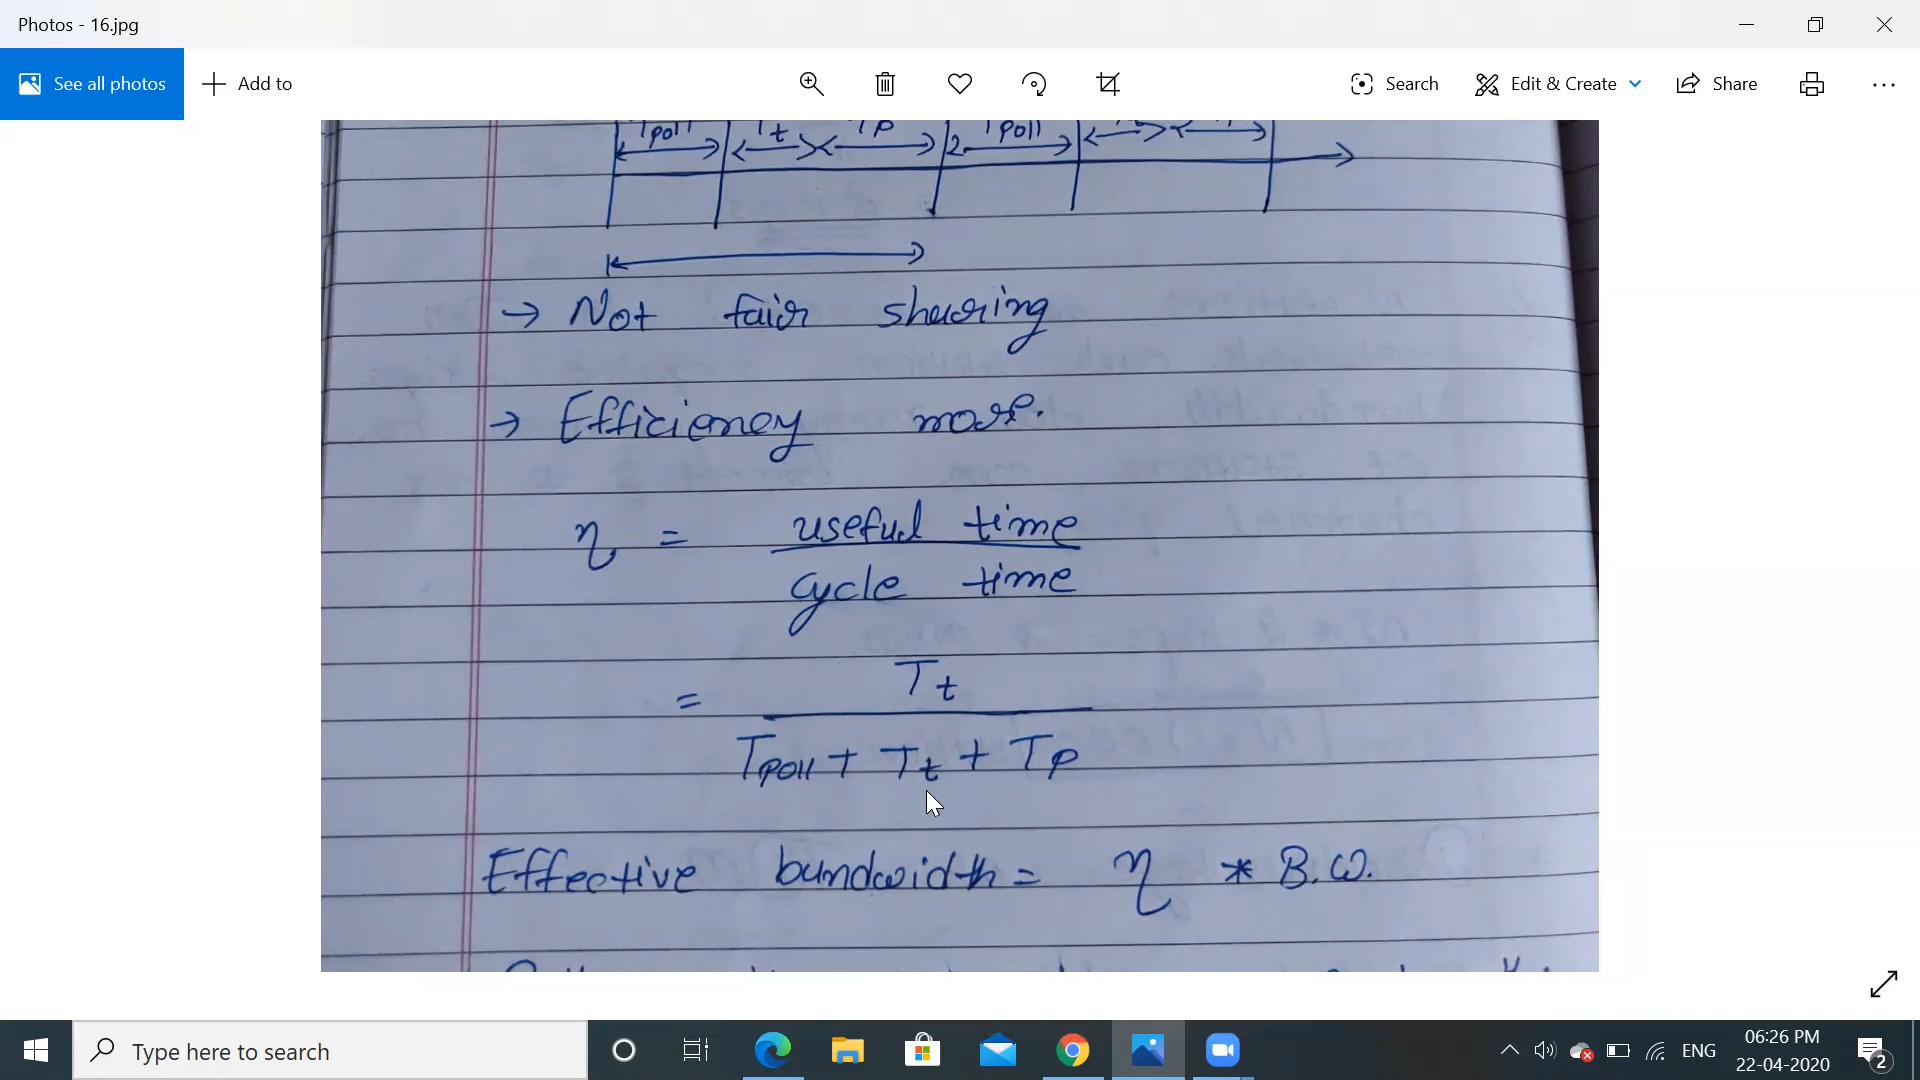 Photos - 16.jpg
See all photos
Add to
Search
Edit & Create
Share
Tpoll Tt Tp Tpoll
→ Not fair shearing
→ Efficiency more.
η = useful time
cycle time
= Tt
Tpoll + Tt + Tp
Effective bundwidth = η * B.W.
Type here to search
ENG
06:26 PM
22-04-2020
2